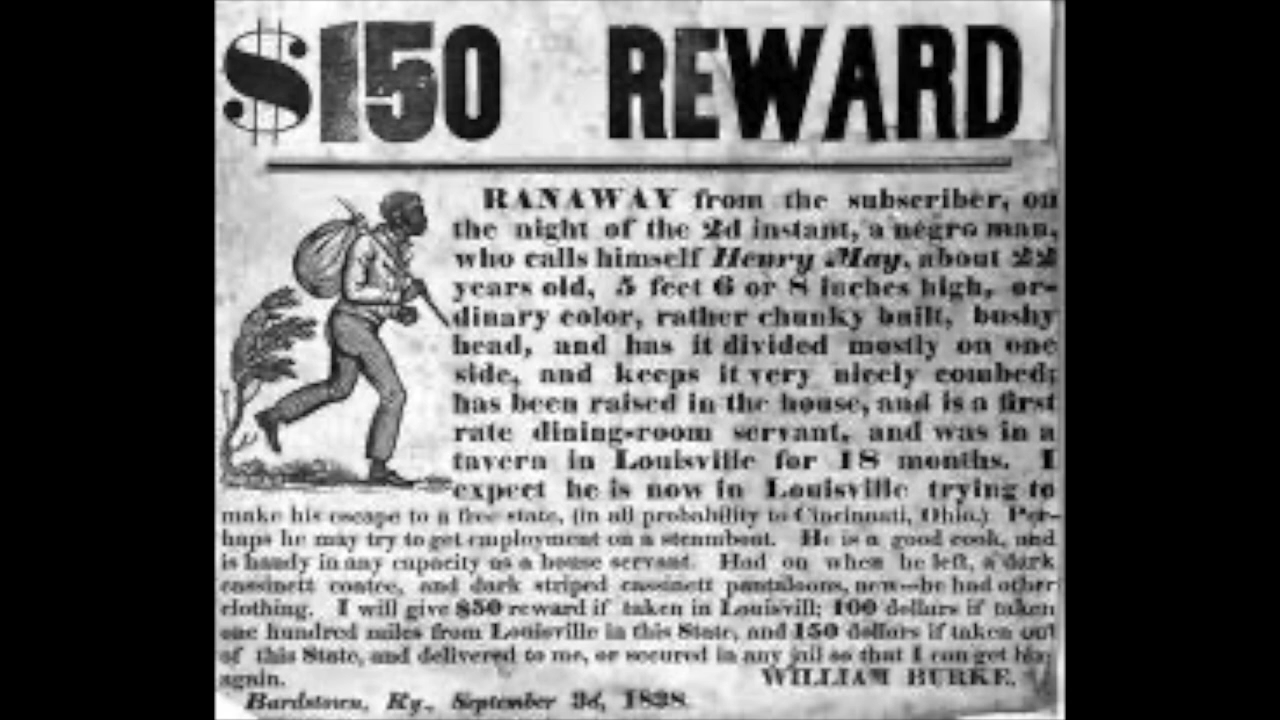 $150 REWARD
RANAWAY from the subscriber, on
the night of the 2d instant, a negro man,
who calls himself Henry May, about 22
years old, 5 feet 6 or 8 inches high, or-
dinary color, rather chunky built, bushy
head, and has it divided mostly on one
side, and keeps it very nicely combed;
has been raised in the house, and is a first
rate dining-room servant, and was in a
tavern in Louisville for 18 months. I
expect he is now in Louisville trying to
make his escape to a free state, (in all probability to Cincinnati, Ohio.) Per-
haps he may try to get employment on a steamboat. He is a good cook, and
is handy in any capacity as a house servant. Had on when he left, a dark
cassinett coatee, and dark striped cassinett pantaloons, new--he had other
clothing. I will give $50 reward if taken in Louisvill; 100 dollars if taken
one hundred miles from Louisville in this State, and 150 dollars if taken out
of this State, and delivered to me, or secured in any jail so that I can get him
again. WILLIAM BURKE.
Bardstown, Ky., September 3d, 1838.